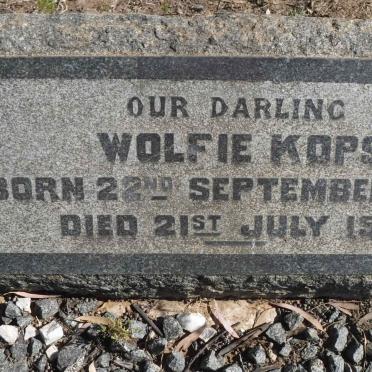 OUR DARLING
WOLFIE KOPS
BORN 22ND SEPTEMBER
DIED 21ST JULY